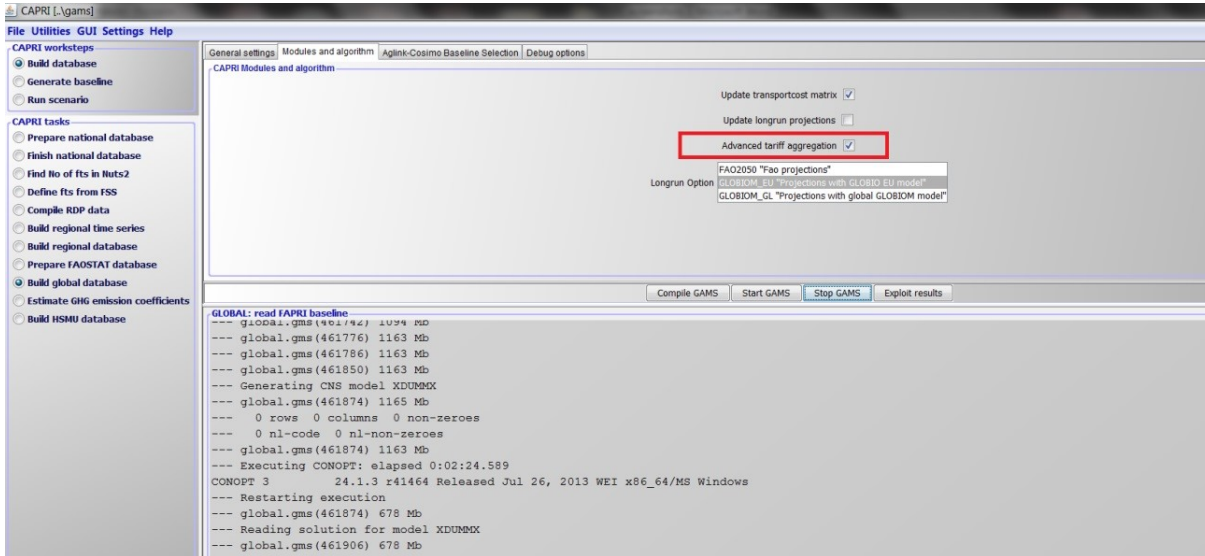 CAPRI [..\gams]
File Utilities GUI Settings Help
CAPRI worksteps
Build database
Generate baseline
Run scenario
CAPRI tasks
Prepare national database
Finish national database
Find No of fts in Nuts2
Define fts from FSS
Compile RDP data
Build regional time series
Build regional database
Prepare FAOSTAT database
Build global database
Estimate GHG emission coefficients
Build HSMU database
General settings Modules and algorithm Aglink-Cosimo Baseline Selection Debug options
CAPRI Modules and algorithm
Update transportcost matrix
Update longrun projections
Advanced tariff aggregation
Longrun Option
FAO2050 "Fao projections"
GLOBIOM_EU "Projections with GLOBIO EU model"
GLOBIOM_GL "Projections with global GLOBIOM model"
Compile GAMS Start GAMS Stop GAMS Exploit results
GLOBAL: read FAPRI baseline
--- global.gms(461742) 1094 Mb
--- global.gms(461776) 1163 Mb
--- global.gms(461786) 1163 Mb
--- global.gms(461850) 1163 Mb
--- Generating CNS model XDUMMX
--- global.gms(461874) 1165 Mb
--- 0 rows 0 columns 0 non-zeroes
--- 0 nl-code 0 nl-non-zeroes
--- global.gms(461874) 1163 Mb
--- Executing CONOPT: elapsed 0:02:24.589
CONOPT 3 24.1.3 r41464 Released Jul 26, 2013 WEI x86_64/MS Windows
--- Restarting execution
--- global.gms(461874) 678 Mb
--- Reading solution for model XDUMMX
--- global.gms(461906) 678 Mb